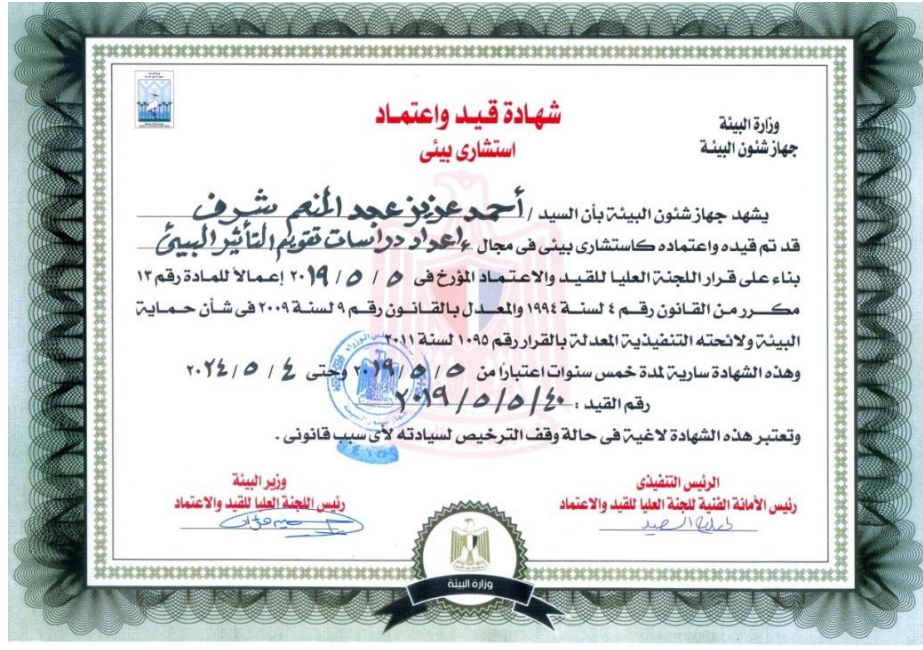 وزارة البيئة
جهاز شئون البيئة
شهادة قيد واعتماد
استشارى بيئى
يشهد جهاز شئون البيئة بأن السيد / أحمد عزيز عبد المنعم شرف
قد تم قيده واعتماده كاستشارى بيئى فى مجال / إعداد دراسات تقويم التأثير البيئى
بناء على قرار اللجنة العليا للقيد والاعتماد المؤرخ فى ٥ / ٥ / ٢٠١٩ إعمالاً للمادة رقم ١٣
مكرر من القانون رقم ٤ لسنة ١٩٩٤ والمعدل بالقانون رقم ٩ لسنة ٢٠٠٩ فى شأن حماية
البيئة ولائحته التنفيذية المعدلة بالقرار رقم ١٠٩٥ لسنة ٢٠١١
وهذه الشهادة سارية لمدة خمس سنوات اعتباراً من ٥ / ٥ / ٢٠١٩ وحتى ٤ / ٥ / ٢٠٢٤
رقم القيد : ٤٠ / ٥ / ٥ / ٢٠١٩
وتعتبر هذه الشهادة لاغية فى حالة وقف الترخيص لسيادته لأى سبب قانونى .
الرئيس التنفيذى
رئيس الأمانة الفنية للجنة العليا للقيد والاعتماد
وزير البيئة
رئيس اللجنة العليا للقيد والاعتماد
وزارة البيئة